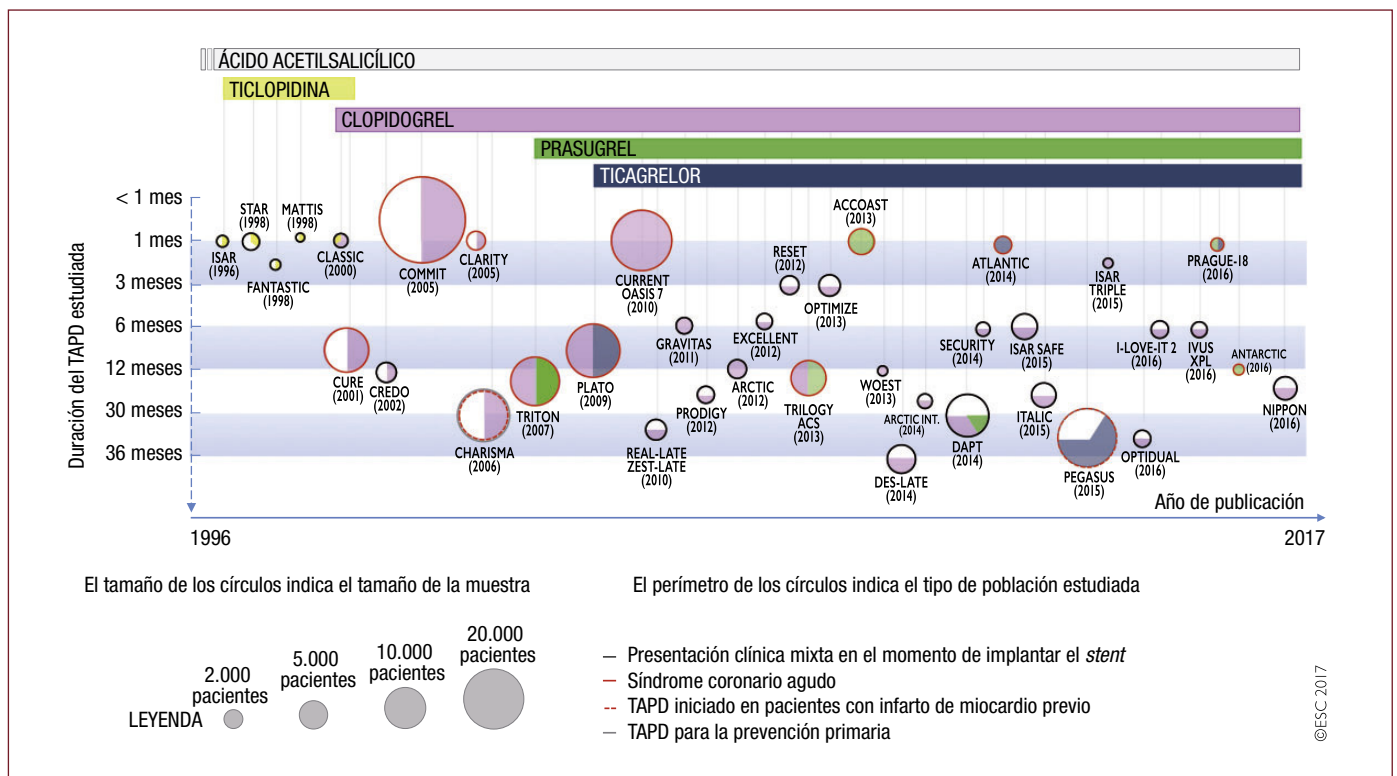 ÁCIDO ACETILSALICÍLICO
TICLOPIDINA
CLOPIDOGREL
PRASUGREL
TICAGRELOR
Duración del TAPD estudiada
< 1 mes
1 mes
3 meses
6 meses
12 meses
30 meses
36 meses
ISAR
(1996)
STAR
(1998)
FANTASTIC
(1998)
MATTIS
(1998)
CLASSIC
(2000)
COMMIT
(2005)
CLARITY
(2005)
CURRENT
OASIS 7
(2010)
RESET
(2012)
OPTIMIZE
(2013)
ACCOAST
(2013)
ATLANTIC
(2014)
ISAR
TRIPLE
(2015)
PRAGUE-18
(2016)
CURE
(2001)
CREDO
(2002)
CHARISMA
(2006)
TRITON
(2007)
PLATO
(2009)
REAL-LATE
ZEST-LATE
(2010)
GRAVITAS
(2011)
PRODIGY
(2012)
ARCTIC
(2012)
EXCELLENT
(2012)
TRILOGY
ACS
(2013)
WOEST
(2013)
DES-LATE
(2014)
ARCTIC INT.
(2014)
DAPT
(2014)
SECURITY
(2014)
ISAR SAFE
(2015)
ITALIC
(2015)
PEGASUS
(2015)
OPTIDUAL
(2016)
I-LOVE-IT 2
(2016)
IVUS
XPL
(2016)
ANTARCTIC
(2016)
NIPPON
(2016)
Año de publicación
1996
2017
El tamaño de los círculos indica el tamaño de la muestra
LEYENDA
2.000
pacientes
5.000
pacientes
10.000
pacientes
20.000
pacientes
El perímetro de los círculos indica el tipo de población estudiada
Presentación clínica mixta en el momento de implantar el stent
Síndrome coronario agudo
TAPD iniciado en pacientes con infarto de miocardio previo
TAPD para la prevención primaria
©ESC 2017